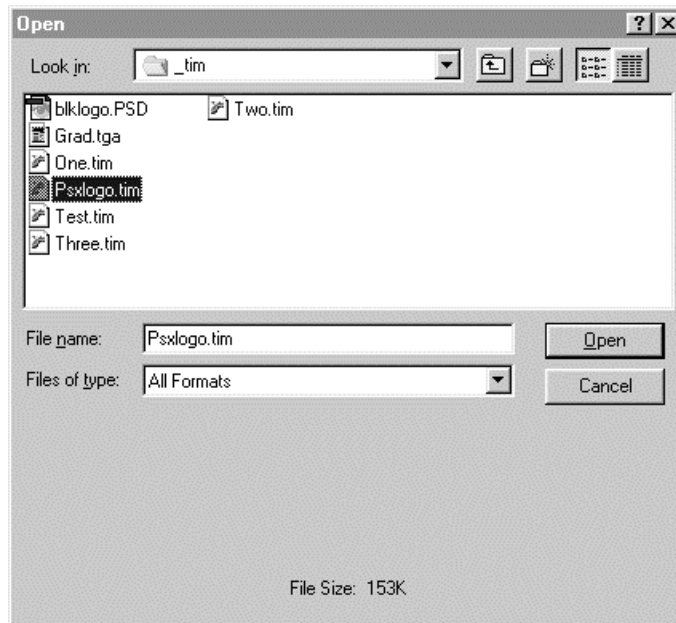 Open
Look in: _tim
blklogo.PSD Two.tim
Grad.tga
One.tim
Psxlogo.tim
Test.tim
Three.tim
File name: Psxlogo.tim Open
Files of type: All Formats Cancel
File Size: 153K